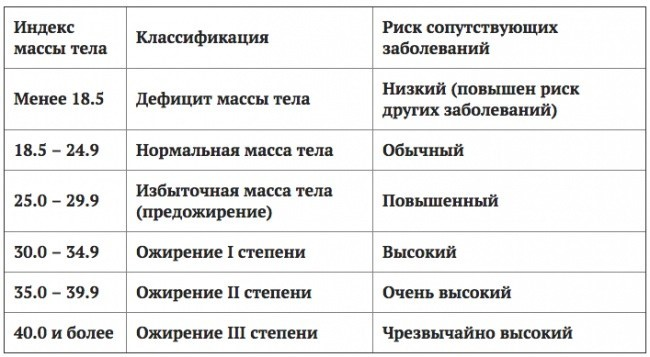 Индекс
массы тела
Классификация
Риск сопутствующих
заболеваний
Менее 18.5
Дефицит массы тела
Низкий (повышен риск
других заболеваний)
18.5 – 24.9
Нормальная масса тела
Обычный
25.0 – 29.9
Избыточная масса тела
(предожирение)
Повышенный
30.0 – 34.9
Ожирение I степени
Высокий
35.0 – 39.9
Ожирение II степени
Очень высокий
40.0 и более
Ожирение III степени
Чрезвычайно высокий